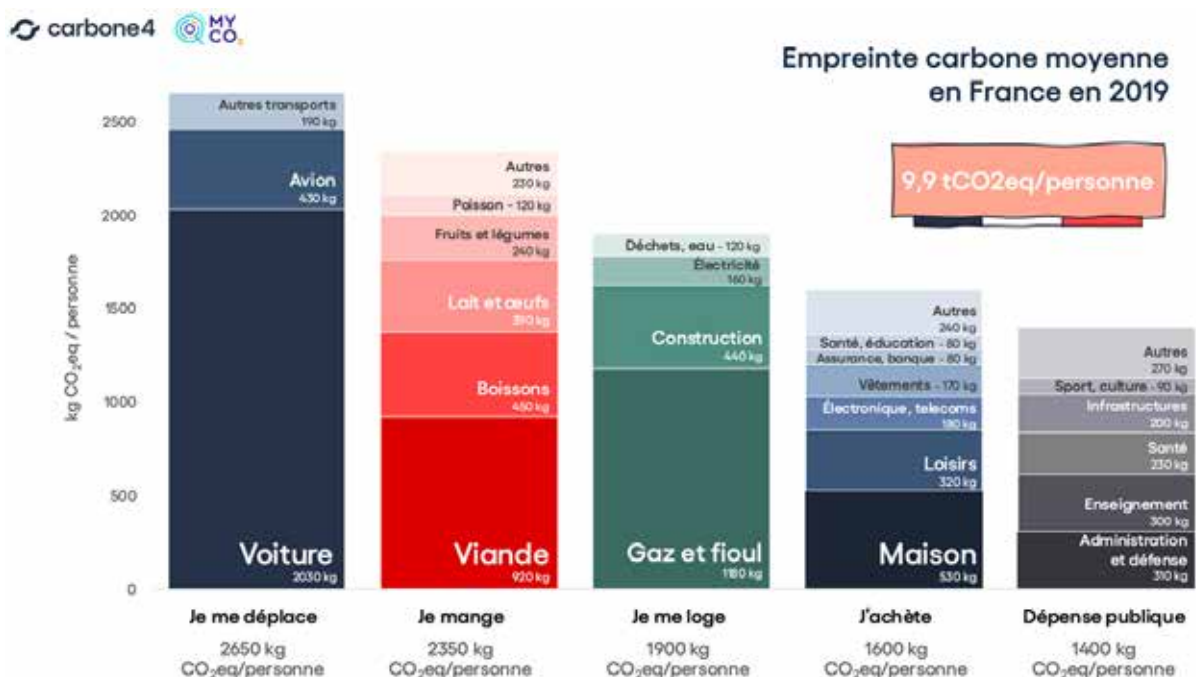 carbone4
MY
CO
Empreinte carbone moyenne
en France en 2019
9,9 tCO2eq/personne
kg CO₂eq / personne
2500
2000
1500
1000
500
0
Autres transports
190 kg
Avion
430 kg
Voiture
2030 kg
Je me déplace
2650 kg
CO₂eq/personne
Autres
230 kg
Poisson - 120 kg
Fruits et légumes
240 kg
Lait et œufs
Boissons
Viande
920 kg
Je mange
2350 kg
CO₂eq/personne
Déchets, eau - 120 kg
Électricité
160 kg
Construction
440 kg
Gaz et fioul
1180 kg
Je me loge
1900 kg
CO₂eq/personne
Autres
240 kg
Santé, éducation - 80 kg
Assurance, banque - 80 kg
Vêtements - 170 kg
Électronique, telecoms
180 kg
Loisirs
320 kg
Maison
530 kg
J'achète
1600 kg
CO₂eq/personne
Autres
270 kg
Sport, culture - 90 kg
Infrastructures
200 kg
Santé
230 kg
Enseignement
300 kg
Administration
et défense
310 kg
Dépense publique
1400 kg
CO₂eq/personne